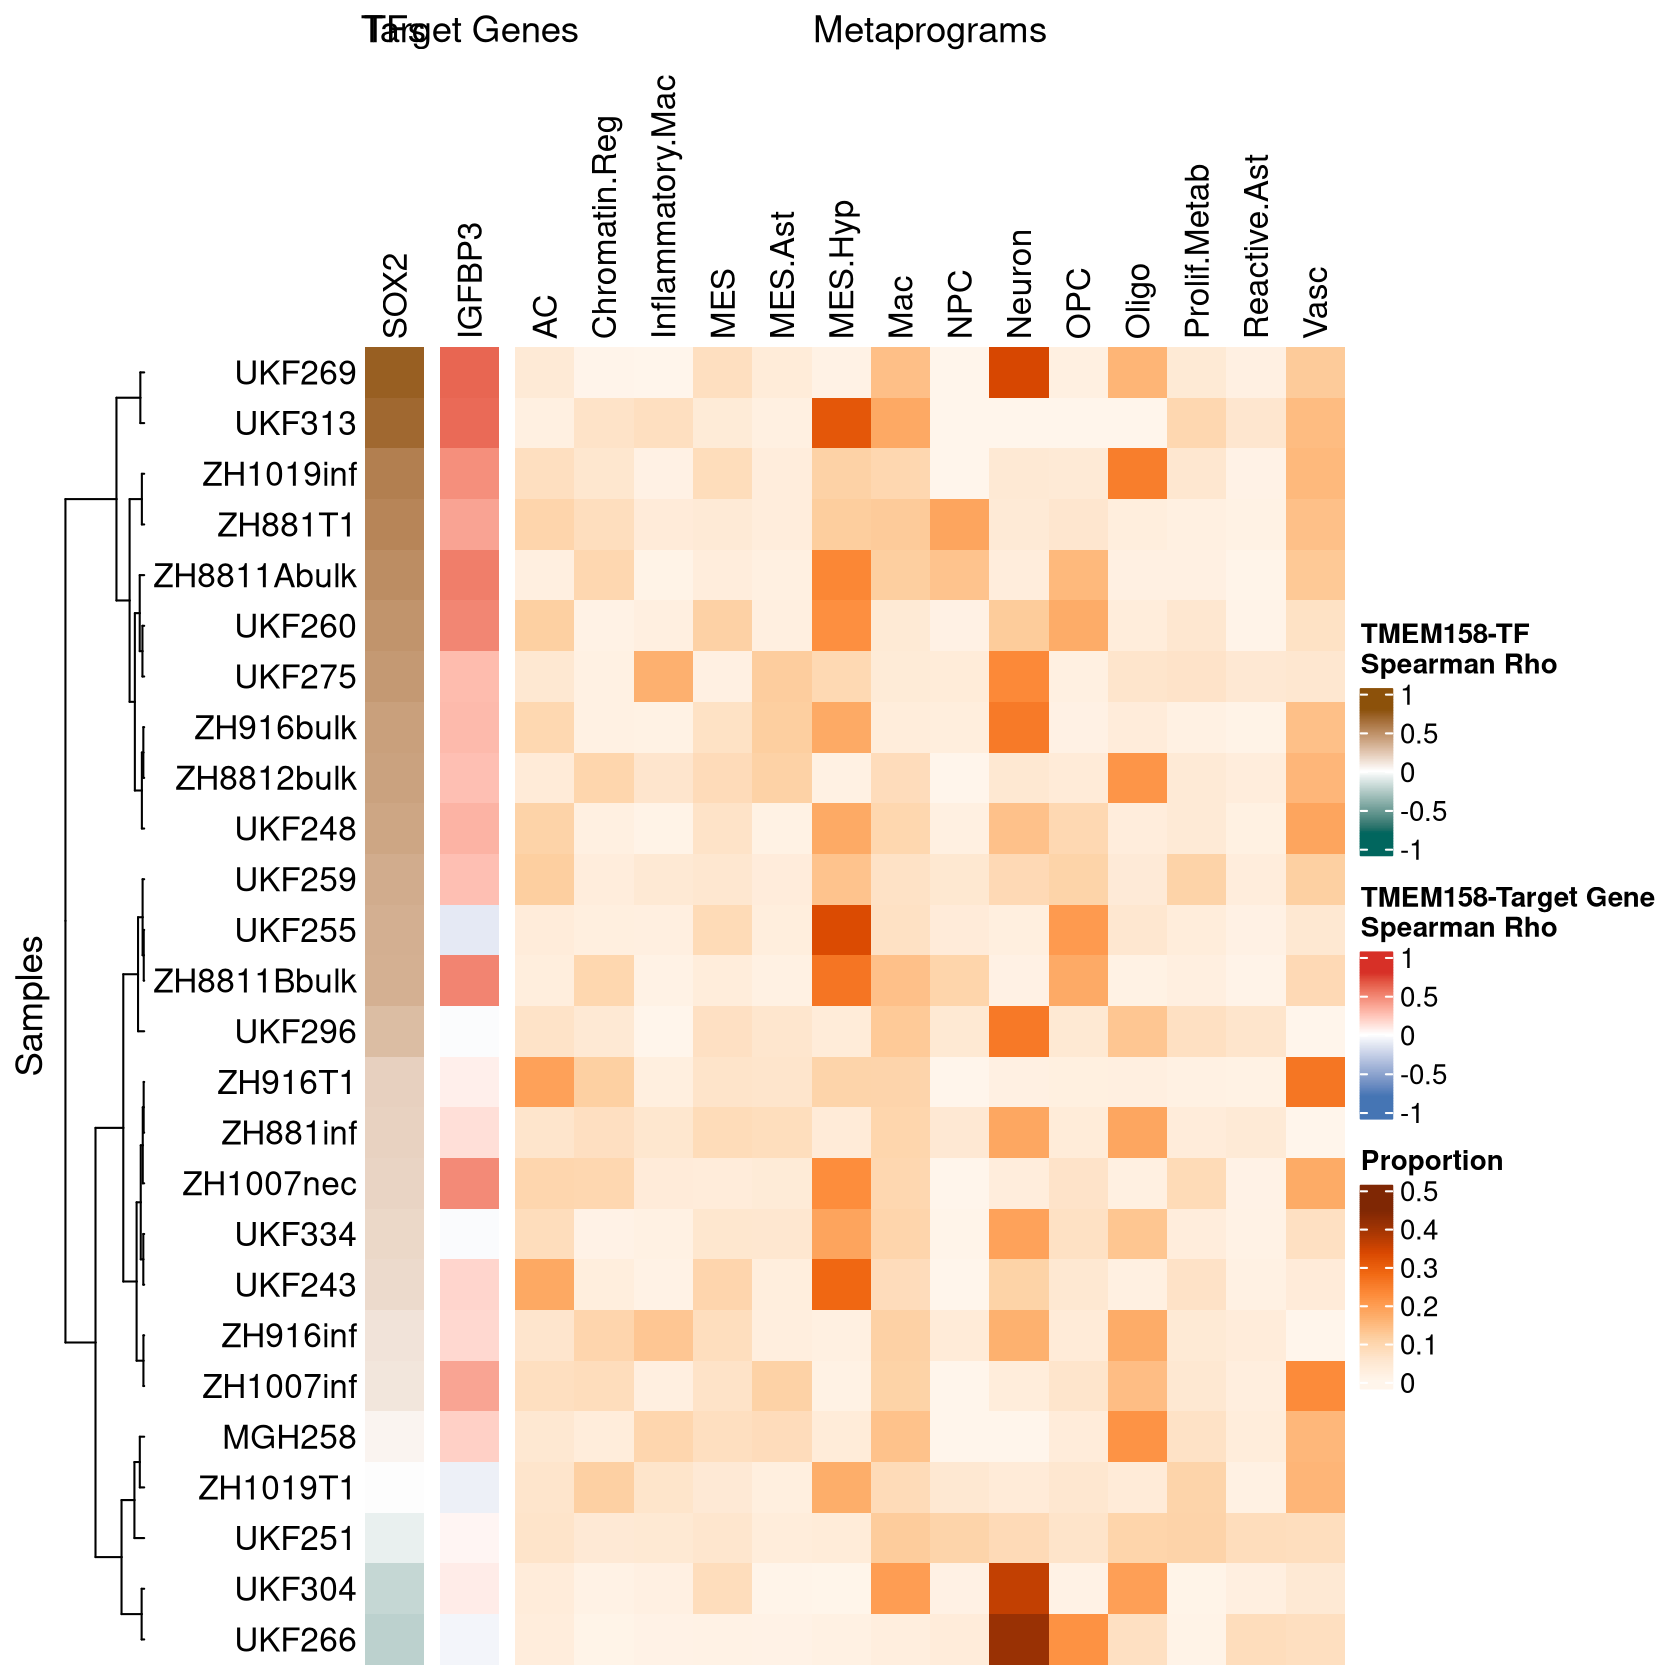 TFs
Target Genes
Metaprograms
SOX2
IGFBP3
AC
Chromatin.Reg
Inflammatory.Mac
MES
MES.Ast
MES.Hyp
Mac
NPC
Neuron
OPC
Oligo
Prolif.Metab
Reactive.Ast
Vasc
Samples
UKF269
UKF313
ZH1019inf
ZH881T1
ZH8811Abulk
UKF260
UKF275
ZH916bulk
ZH8812bulk
UKF248
UKF259
UKF255
ZH8811Bbulk
UKF296
ZH916T1
ZH881inf
ZH1007nec
UKF334
UKF243
ZH916inf
ZH1007inf
MGH258
ZH1019T1
UKF251
UKF304
UKF266
TMEM158-TF
Spearman Rho
1
0.5
0
-0.5
-1
TMEM158-Target Gene
Spearman Rho
1
0.5
0
-0.5
-1
Proportion
0.5
0.4
0.3
0.2
0.1
0